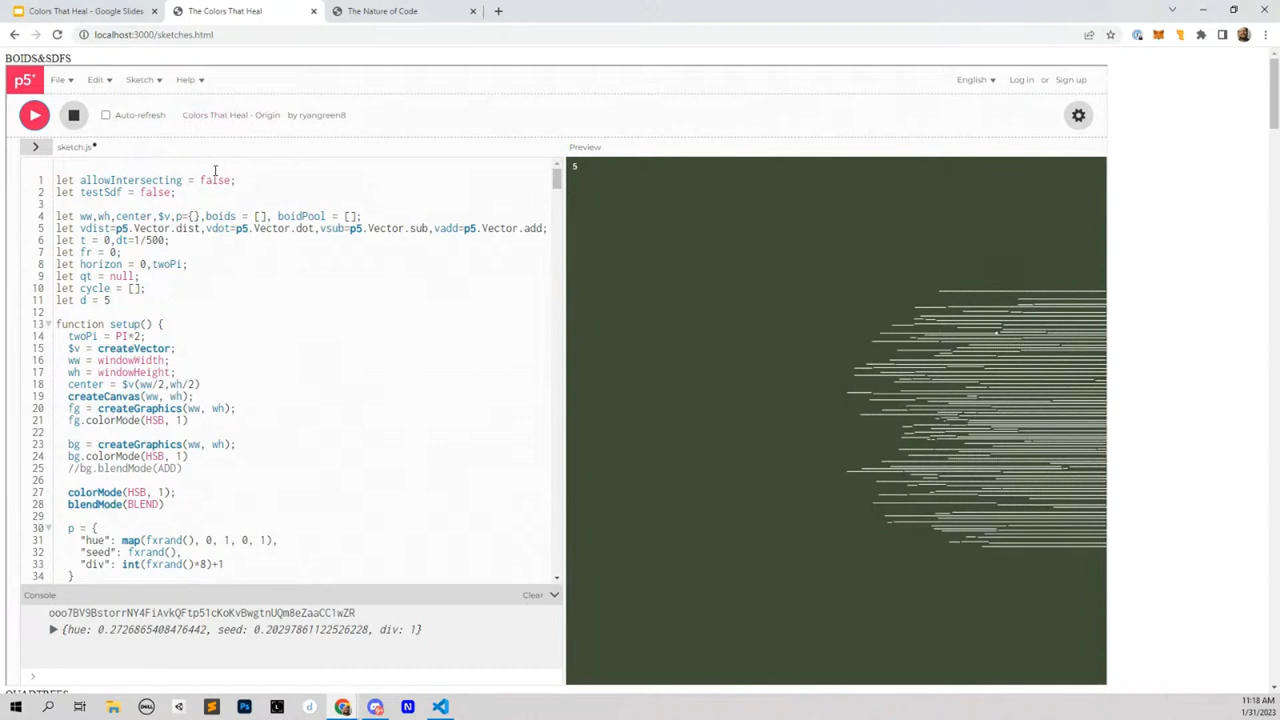 Colors That Heal - Google Slides
The Colors That Heal
The Nature of Code
localhost:3000/sketches.html
BOIDS&SDFS
p5*
File
Edit
Sketch
Help
English
Log in or Sign up
Auto-refresh
Colors That Heal - Origin by ryangreen8
sketch.js
Preview
5
1 let allowIntersecting = false;
2 let testSdf = false;
3
4 let ww,wh,center,$v,p={},boids = [], boidPool = [];
5 let vdist=p5.Vector.dist,vdot=p5.Vector.dot,vsub=p5.Vector.sub,vadd=p5.Vector.add;
6 let t = 0,dt=1/500;
7 let fr = 0;
8 let horizon = 0,twoPi;
9 let qt = null;
10 let cycle = [];
11 let d = 5
12
13 function setup() {
14 twoPi = PI*2;
15 $v = createVector;
16 ww = windowWidth;
17 wh = windowHeight;
18 center = $v(ww/2,wh/2)
19 createCanvas(ww, wh);
20 fg = createGraphics(ww, wh);
21 fg.colorMode(HSB, 1)
22
23 bg = createGraphics(ww, wh);
24 bg.colorMode(HSB, 1)
25 //bg.blendMode(ADD)
26
27 colorMode(HSB, 1);
28 blendMode(BLEND)
29
30 p = {
31 "hue": map(fxrand(), 0, 1, 0, 1),
32 "seed": fxrand(),
33 "div": int(fxrand()*8)+1
34 }
Console
Clear
{hue: 0.2726865408476442, seed: 0.20297861122526228, div: 1}
11:18 AM
1/31/2023